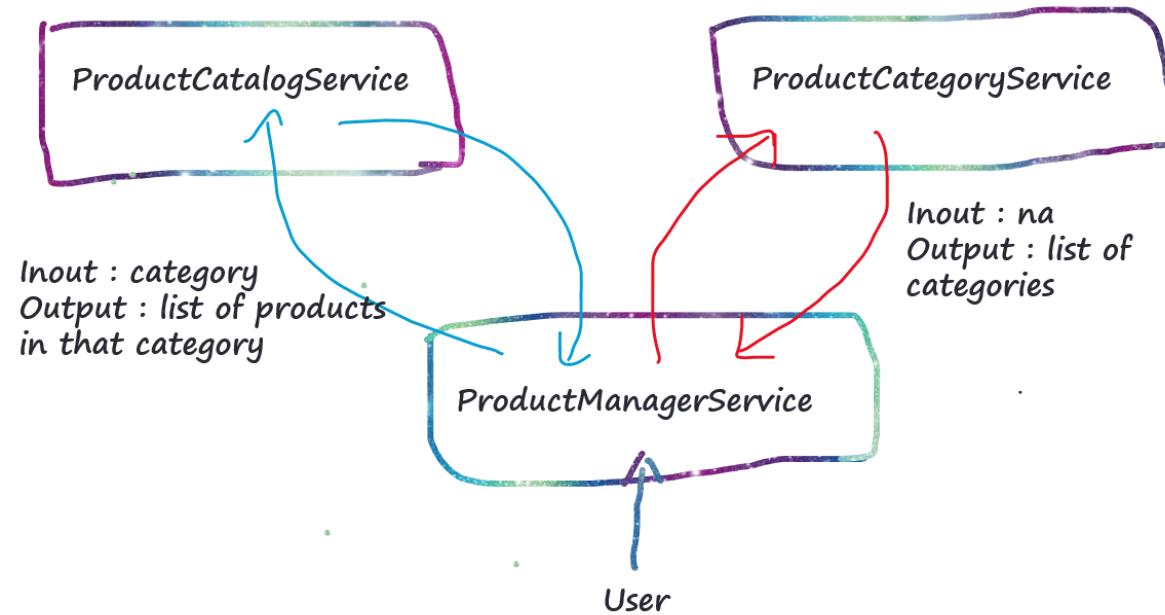 ProductCatalogService
ProductCategoryService
Inout : na
Output : list of
categories
Inout : category
Output : list of products
in that category
ProductManagerService
User